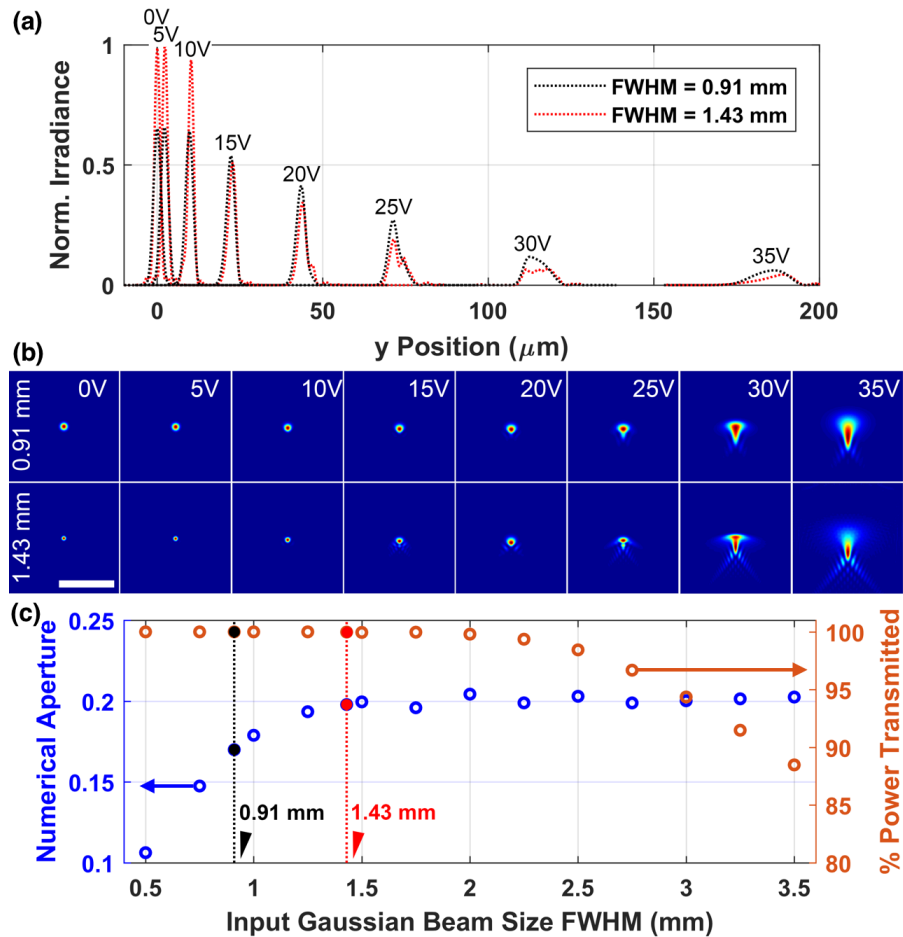 (a)
0V
5V
10V
15V
20V
25V
30V
35V
FWHM = 0.91 mm
FWHM = 1.43 mm
Norm. Irradiance
1
0.5
0
0 50 100 150 200
y Position (μm)
(b)
0.91 mm
0V 5V 10V 15V 20V 25V 30V 35V
1.43 mm
(c)
Numerical Aperture
0.25
0.2
0.15
0.1
0.91 mm
1.43 mm
100
95
90
85
80
% Power Transmitted
0.5 1 1.5 2 2.5 3 3.5
Input Gaussian Beam Size FWHM (mm)